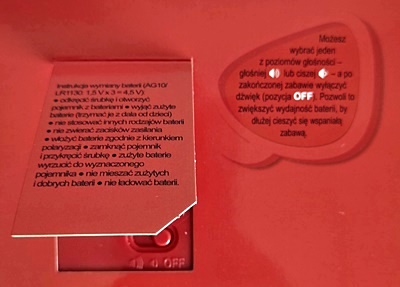 Instrukcja wymiany baterii (AG10/
LR1130 1,5 V x 3 = 4,5 V):
● odkręcić śrubkę i otworzyć
pojemnik z bateriami ● wyjąć zużyte
baterie (trzymać je z dala od dzieci)
● nie stosować innych rodzajów baterii
● nie zwierać zacisków zasilania
● włożyć baterie zgodnie z kierunkiem
polaryzacji ● zamknąć pojemnik
i przykręcić śrubkę ● zużyte baterie
wyrzucić do wyznaczonego
pojemnika ● nie mieszać zużytych
i dobrych baterii ● nie ładować baterii.
Możesz
wybrać jeden
z poziomów głośności –
głośniej lub ciszej – a po
zakończonej zabawie wyłączyć
dźwięk (pozycja OFF). Pozwoli to
zwiększyć wydajność baterii, by
dłużej cieszyć się wspaniałą
zabawą.
OFF